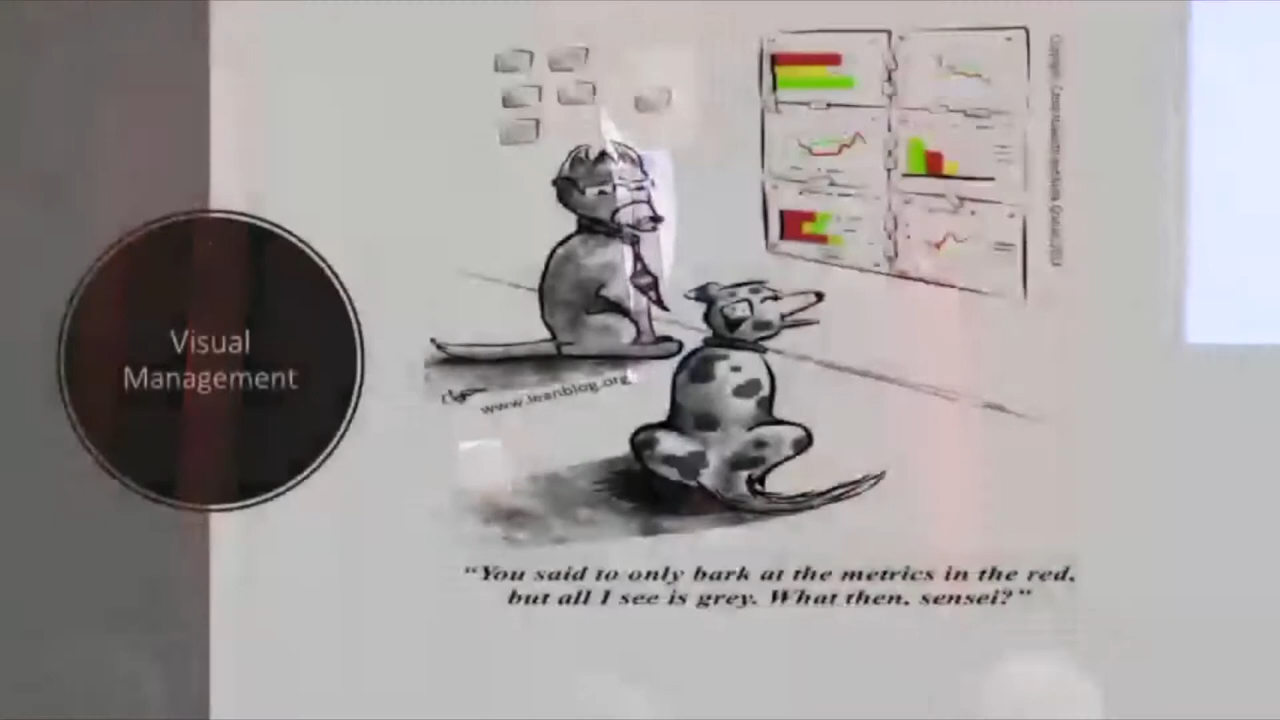 Visual
Management
www.leanblog.org
"You said to only bark at the metrics in the red,
but all I see is grey. What then, sensei?"